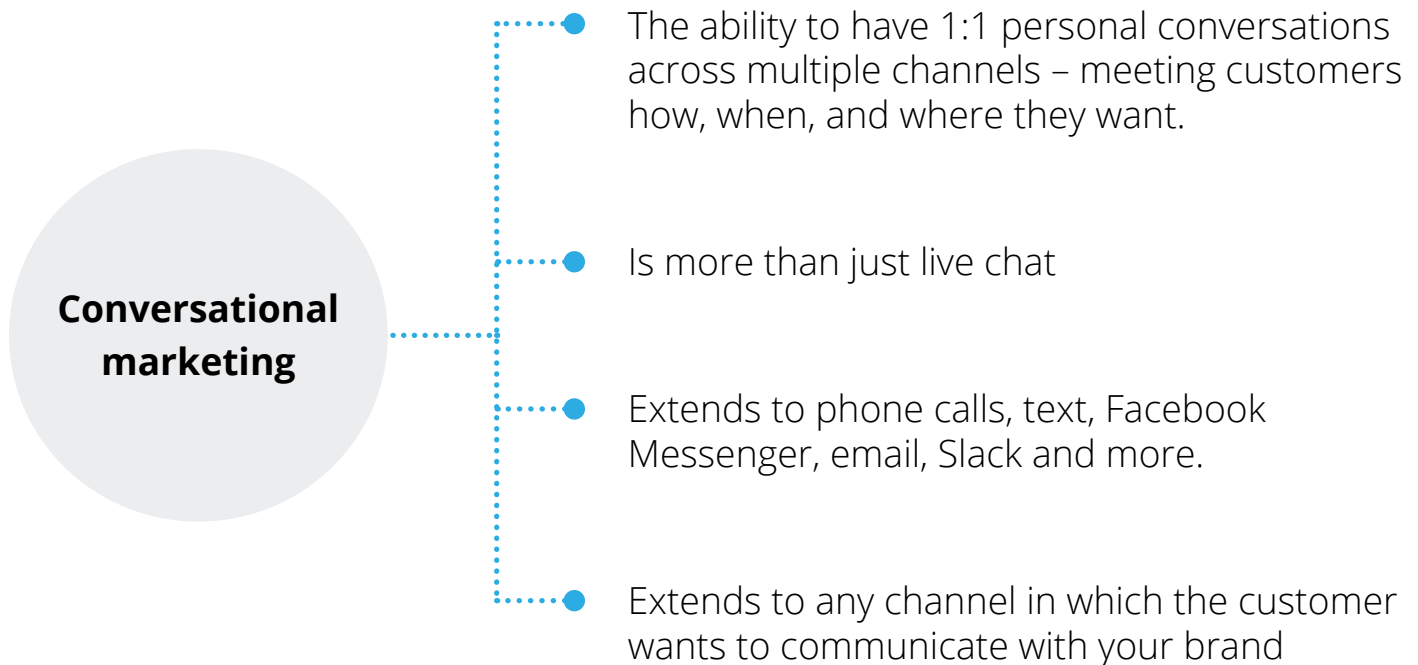 Conversational
marketing
The ability to have 1:1 personal conversations
across multiple channels – meeting customers
how, when, and where they want.
Is more than just live chat
Extends to phone calls, text, Facebook
Messenger, email, Slack and more.
Extends to any channel in which the customer
wants to communicate with your brand